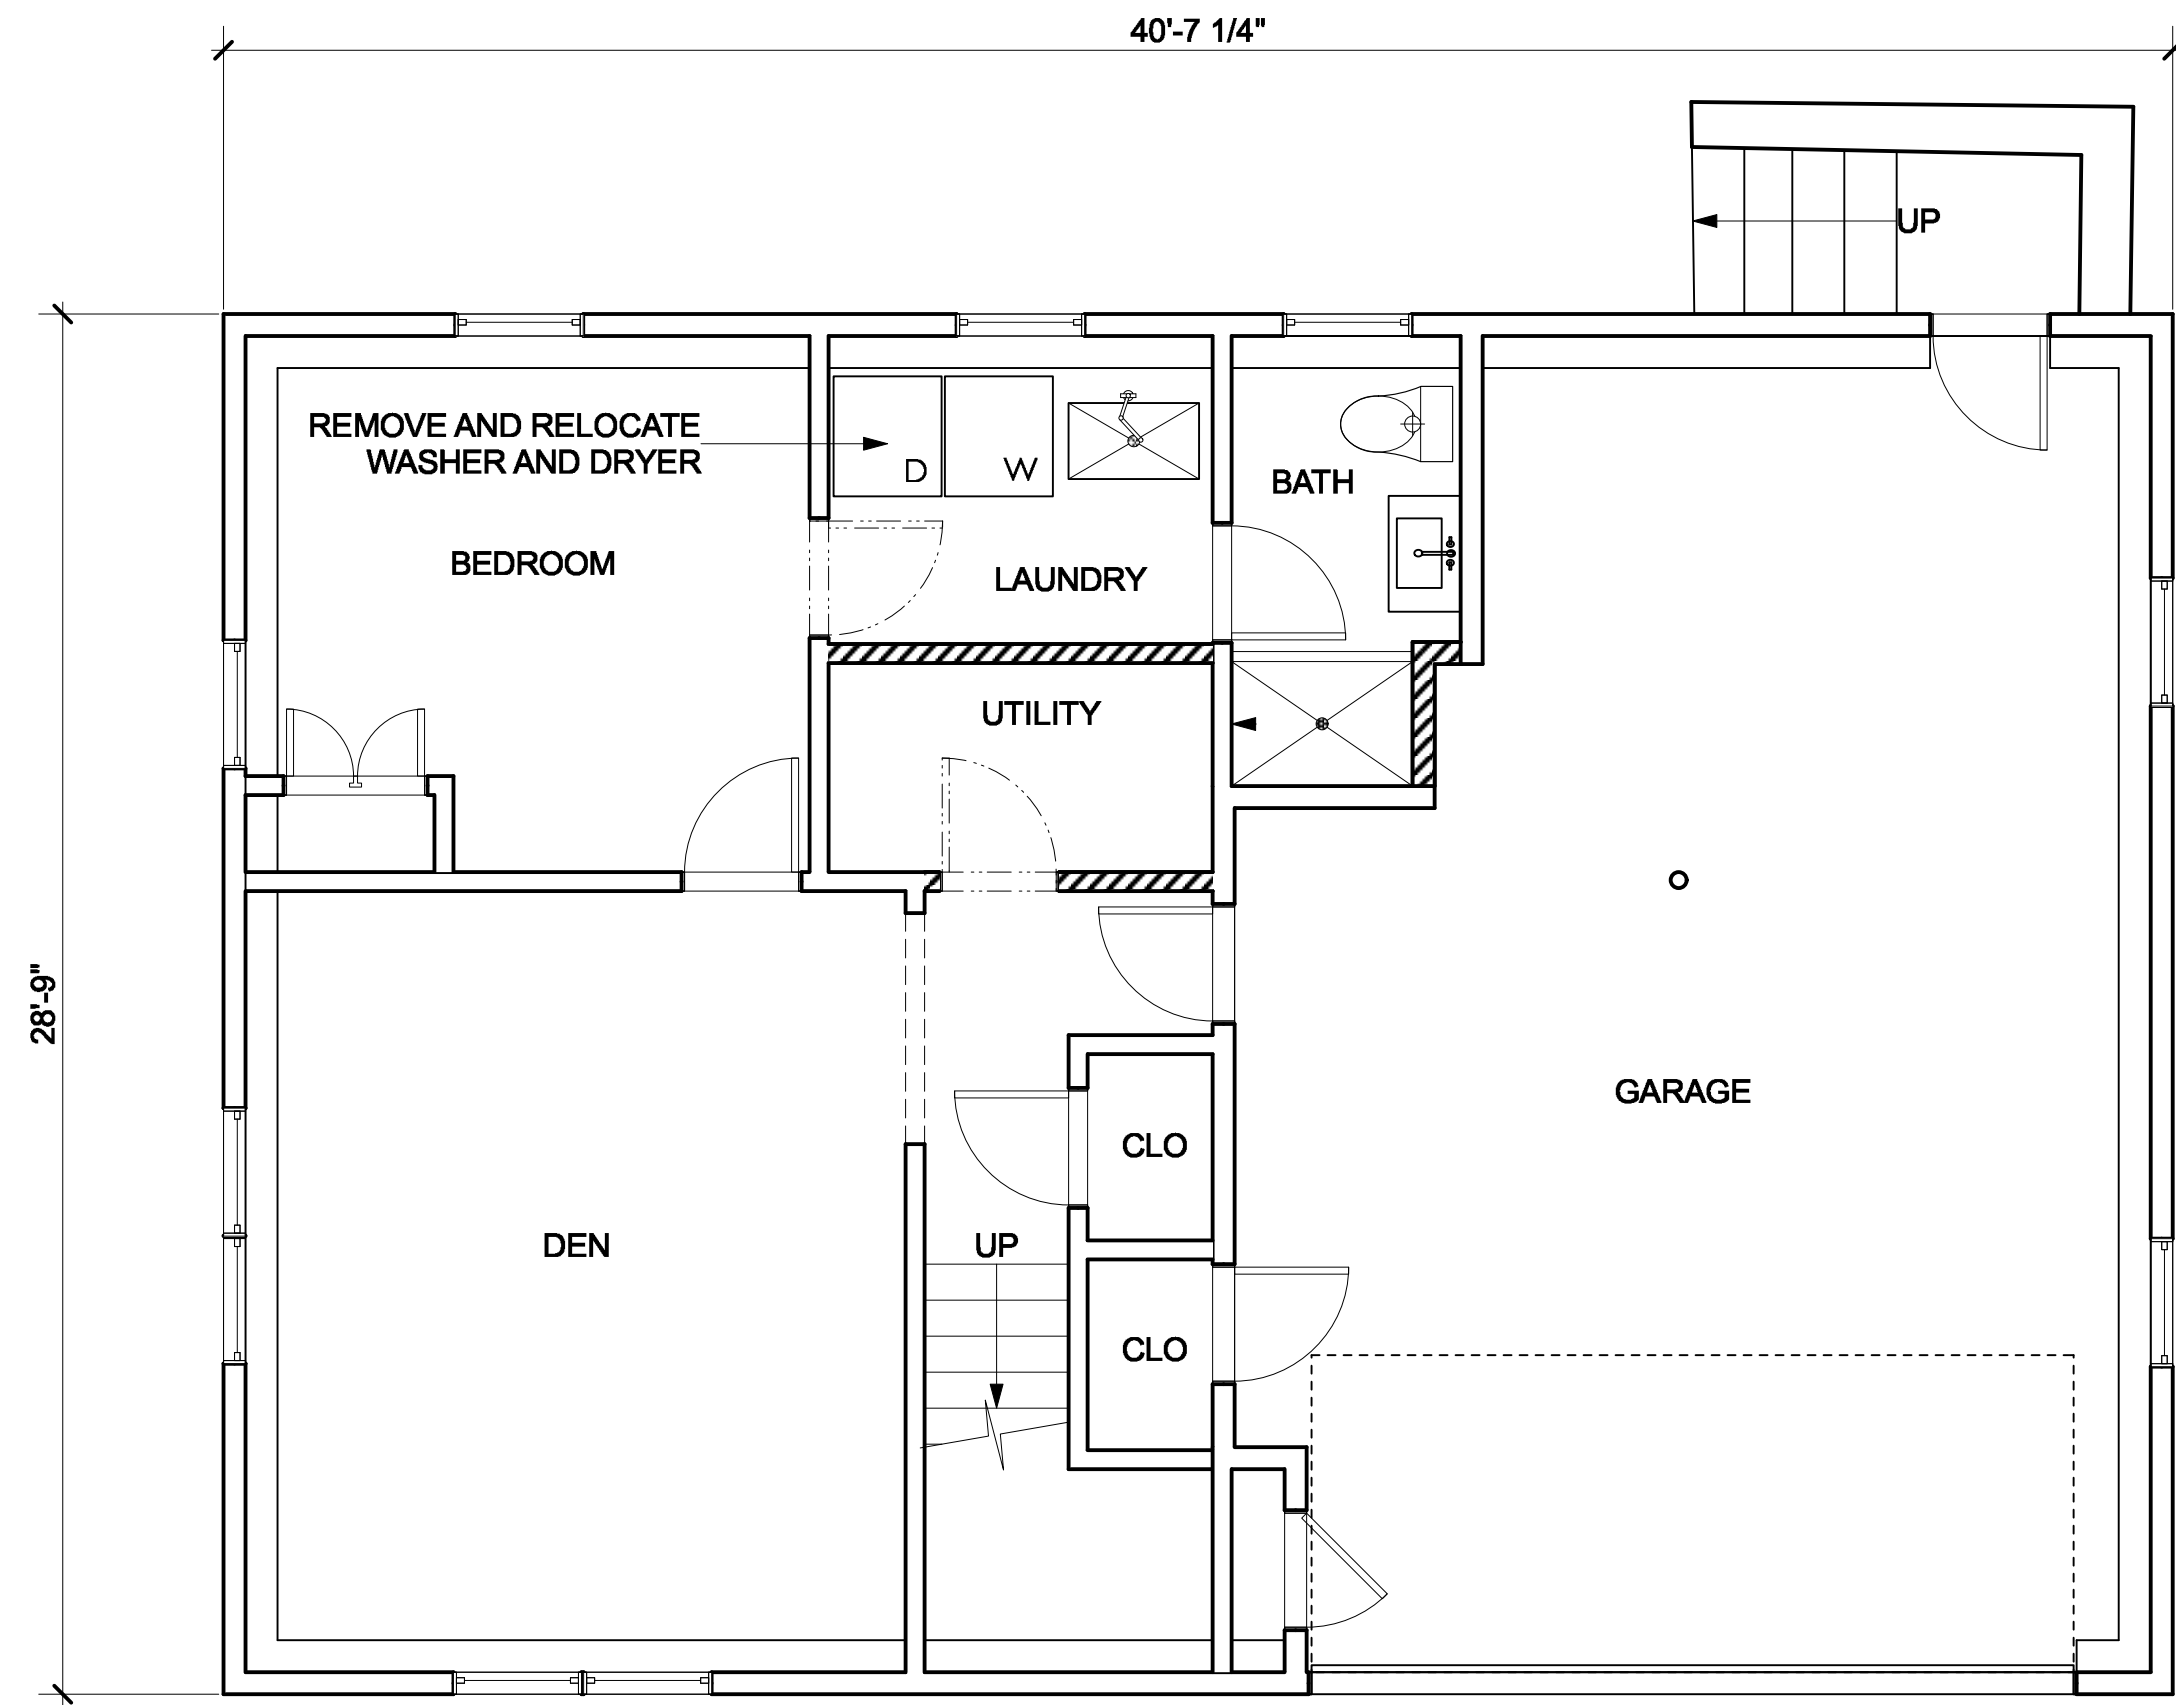 40'-7 1/4"
UP
REMOVE AND RELOCATE
WASHER AND DRYER
D
W
BATH
BEDROOM
LAUNDRY
UTILITY
28'-9"
GARAGE
CLO
DEN
UP
CLO